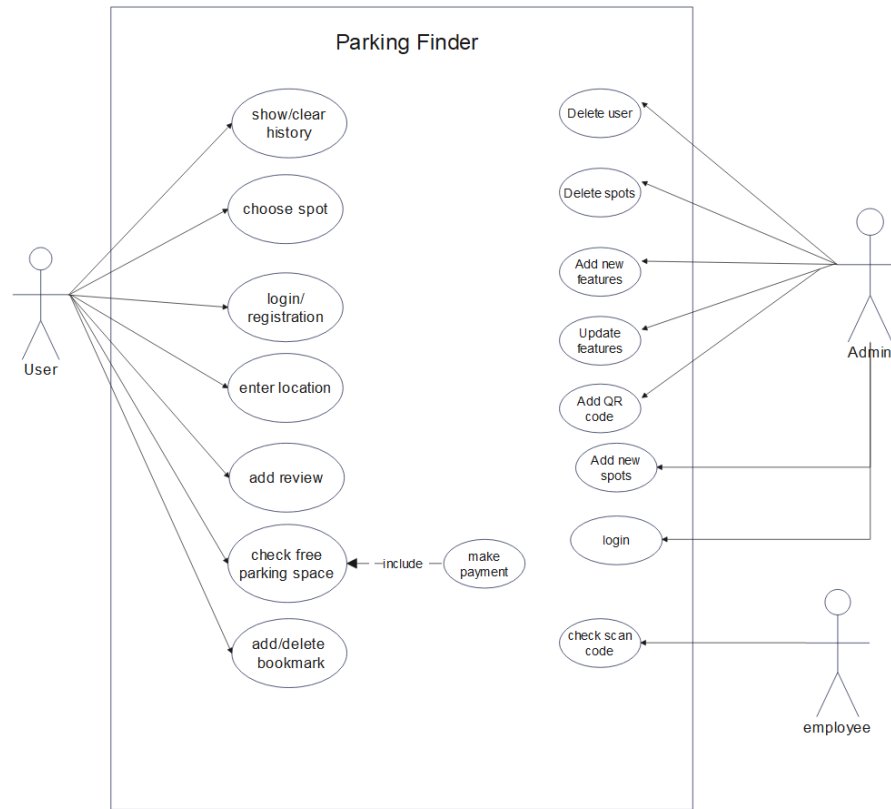 Parking Finder
show/clear
history
choose spot
login/
registration
enter location
add review
check free
parking space
include
make
payment
add/delete
bookmark
User
Delete user
Delete spots
Add new
features
Update
features
Add QR
code
Add new
spots
login
check scan
code
Admin
employee